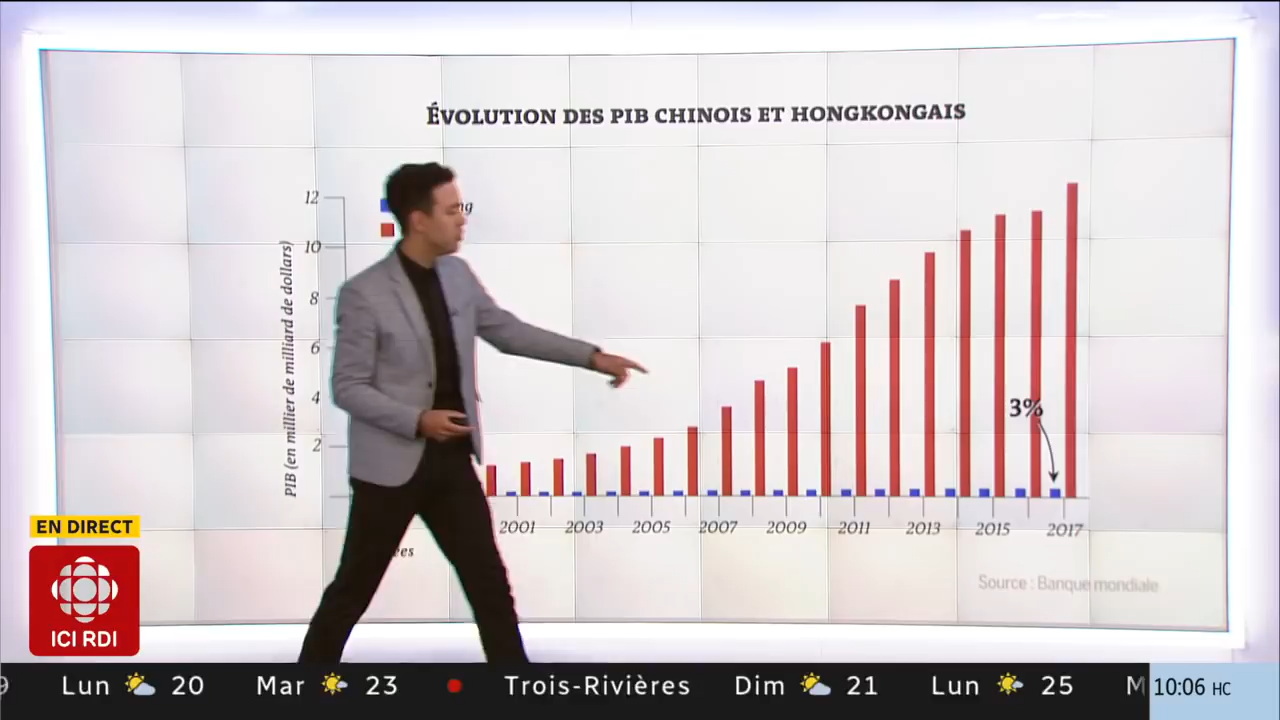 ÉVOLUTION DES PIB CHINOIS ET HONGKONGAIS
12
10
8
6
4
2
PIB (en millier de milliard de dollars)
3%
2001 2003 2005 2007 2009 2011 2013 2015 2017
Source : Banque mondiale
EN DIRECT
ICI RDI
Lun 20 Mar 23 Trois-Rivières Dim 21 Lun 25 M
10:06 HC